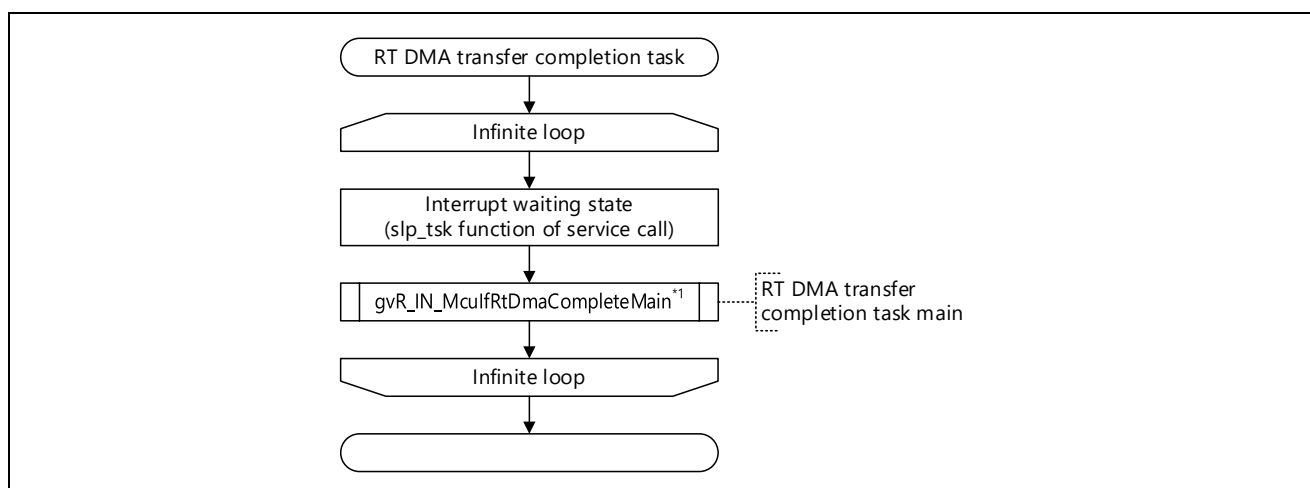 RT DMA transfer completion task
Infinite loop
Interrupt waiting state
(slp_tsk function of service call)
gvR_IN_McuIfRtDmaCompleteMain*1
RT DMA transfer
completion task main
Infinite loop